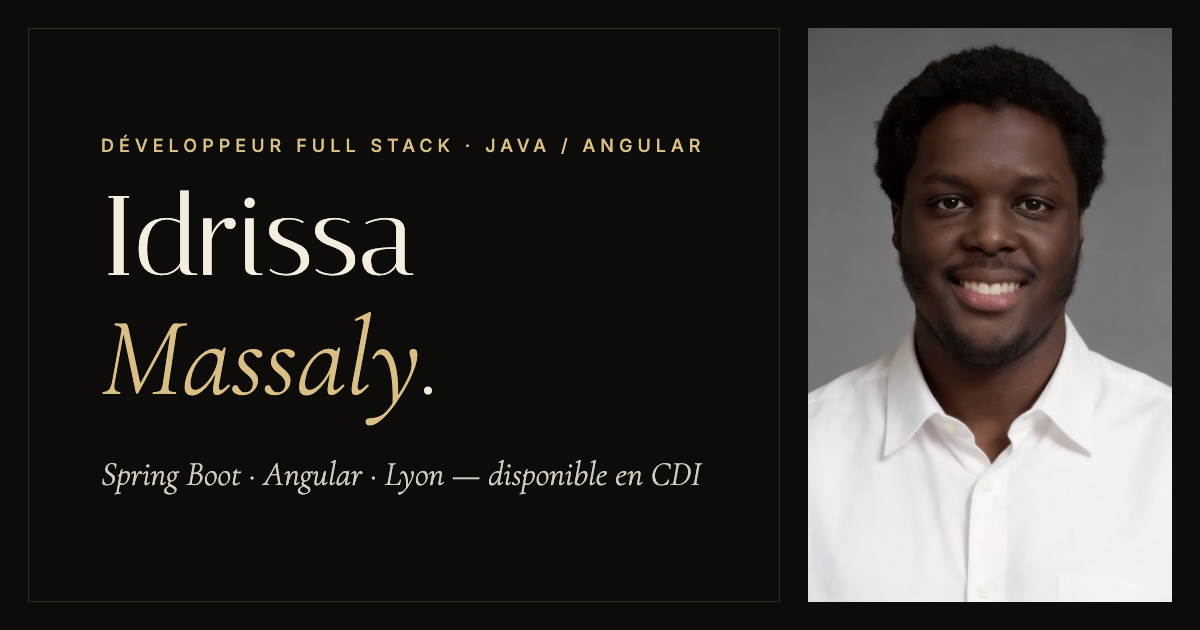 DÉVELOPPEUR FULL STACK · JAVA / ANGULAR
Idrissa
Massaly.
Spring Boot · Angular · Lyon — disponible en CDI